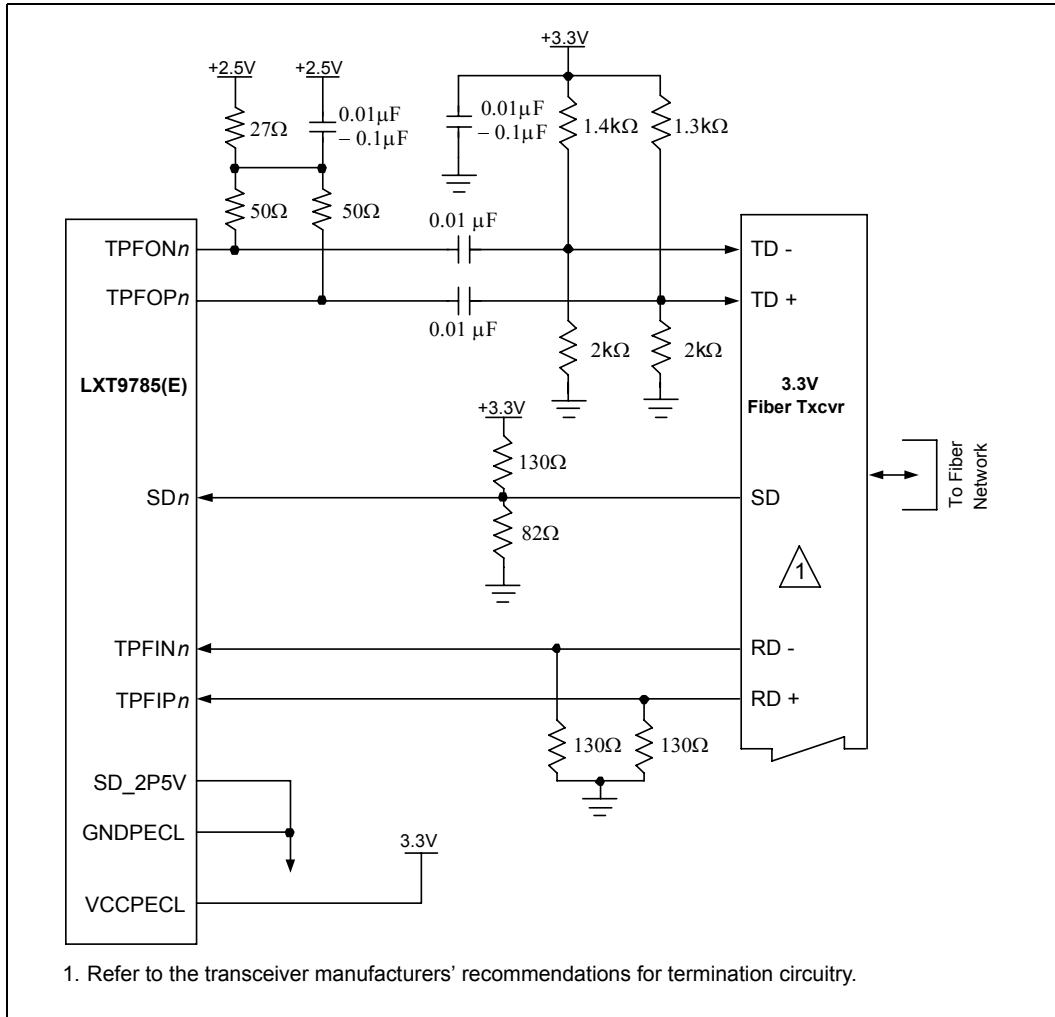 +3.3V
+2.5V
+2.5V
0.01µF
– 0.1µF
27Ω
0.01µF
– 0.1µF
1.4kΩ
1.3kΩ
50Ω
50Ω
0.01 µF
TPFONn
TD -
TPFOPn
TD +
0.01 µF
2kΩ
2kΩ
LXT9785(E)
3.3V
Fiber Txcvr
+3.3V
130Ω
To Fiber
Network
SDn
SD
82Ω
1
TPFINn
RD -
TPFIPn
RD +
130Ω
130Ω
SD_2P5V
GNDPECL
3.3V
VCCPECL
1. Refer to the transceiver manufacturers’ recommendations for termination circuitry.